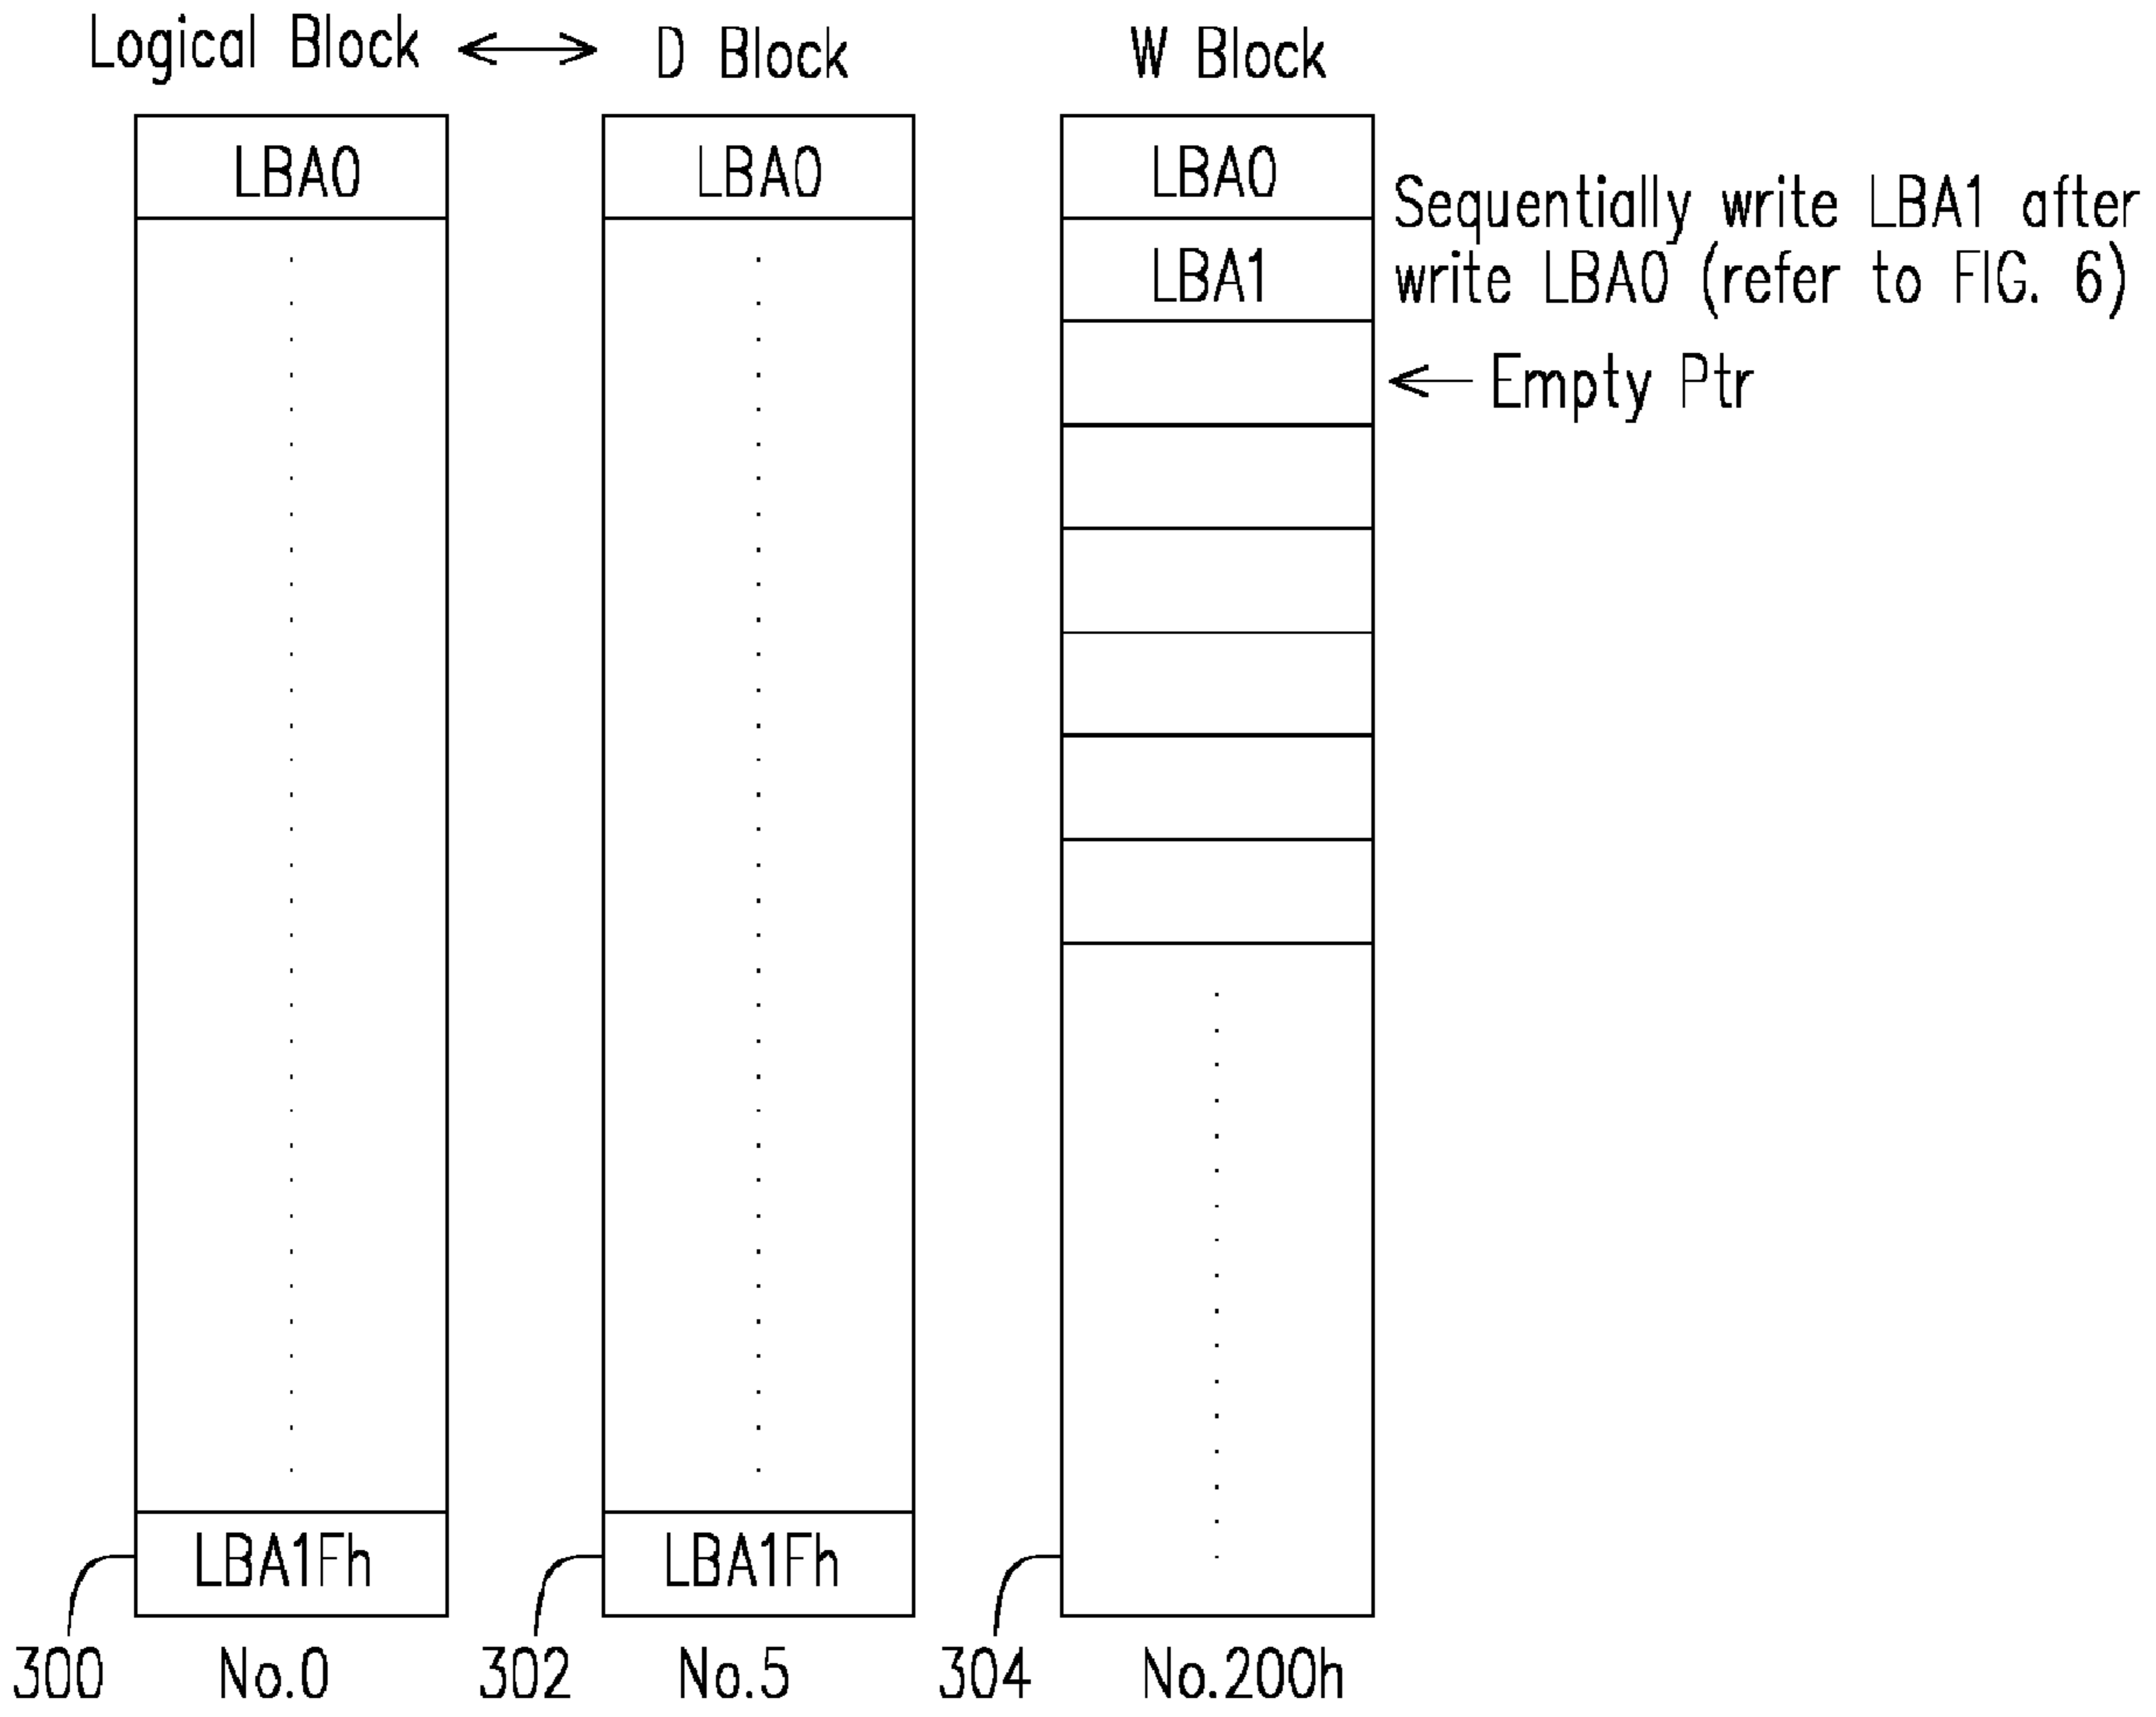 Logical Block D Block W Block
LBA0 LBA0 LBA0
Sequentially write LBA1 after
LBA1 write LBA0 (refer to FIG. 6)
Empty Ptr
LBA1Fh LBA1Fh
300 No.0 302 No.5 304 No.200h